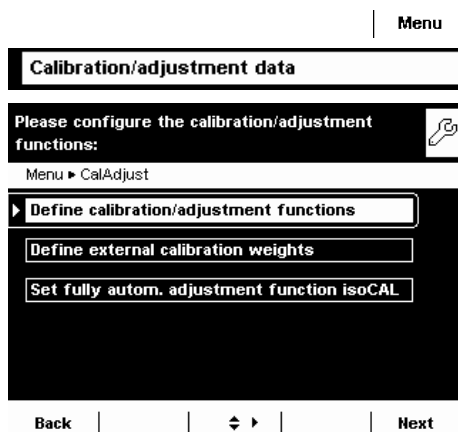 Menu
Calibration/adjustment data
Please configure the calibration/adjustment
functions:
Menu ▸ CalAdjust
Define calibration/adjustment functions
Define external calibration weights
Set fully autom. adjustment function isoCAL
Back Next